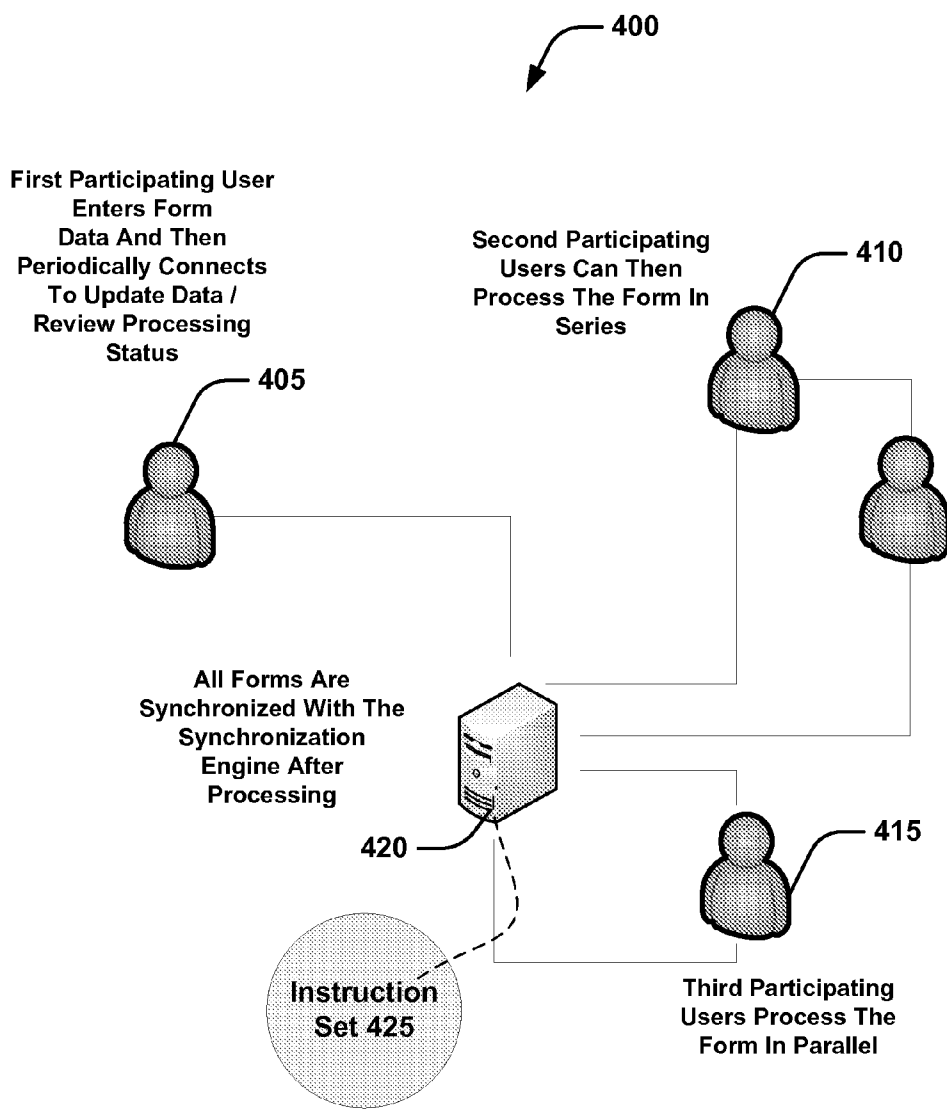 400
First Participating User
Enters Form
Data And Then
Periodically Connects
To Update Data /
Review Processing
Status
405
Second Participating
Users Can Then
Process The Form In
Series
410
All Forms Are
Synchronized With The
Synchronization
Engine After
Processing
420
415
Instruction
Set 425
Third Participating
Users Process The
Form In Parallel